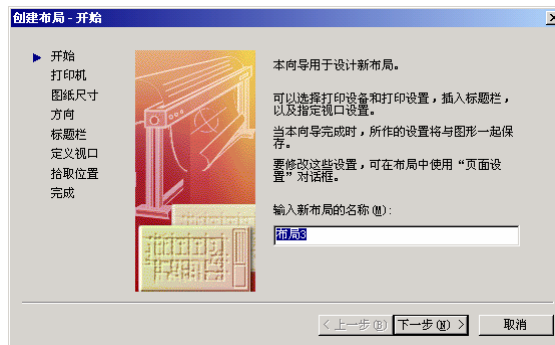 创建布局 - 开始
开始
打印机
图纸尺寸
方向
标题栏
定义视口
拾取位置
完成
本向导用于设计新布局。
可以选择打印设备和打印设置，插入标题栏，
以及指定视口设置。
当本向导完成时，所作的设置将与图形一起保
存。
要修改这些设置，可在布局中使用“页面设
置”对话框。
输入新布局的名称(M):
布局3
< 上一步(B)
下一步(N) >
取消